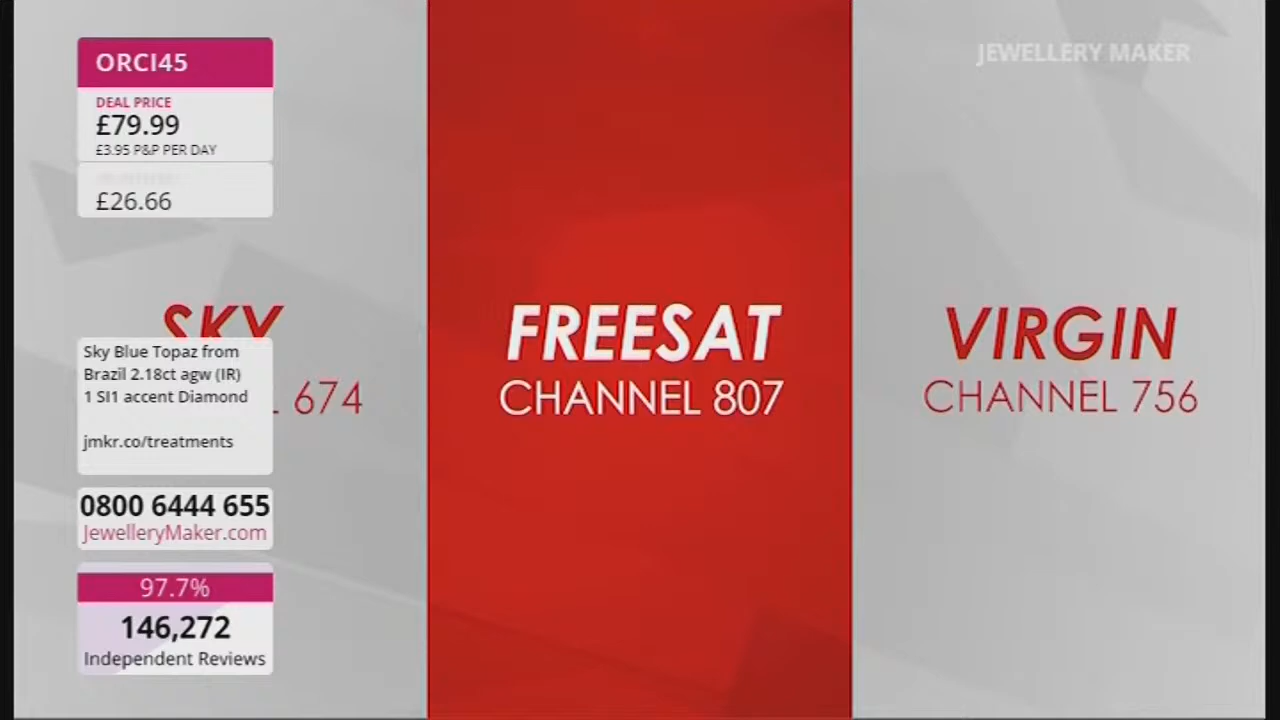 ORCI45
DEAL PRICE
£79.99
£3.95 P&P PER DAY
£26.66
JEWELLERY MAKER
SKY
674
Sky Blue Topaz from
Brazil 2.18ct agw (IR)
1 SI1 accent Diamond
jmkr.co/treatments
0800 6444 655
JewelleryMaker.com
97.7%
146,272
Independent Reviews
FREESAT
CHANNEL 807
VIRGIN
CHANNEL 756